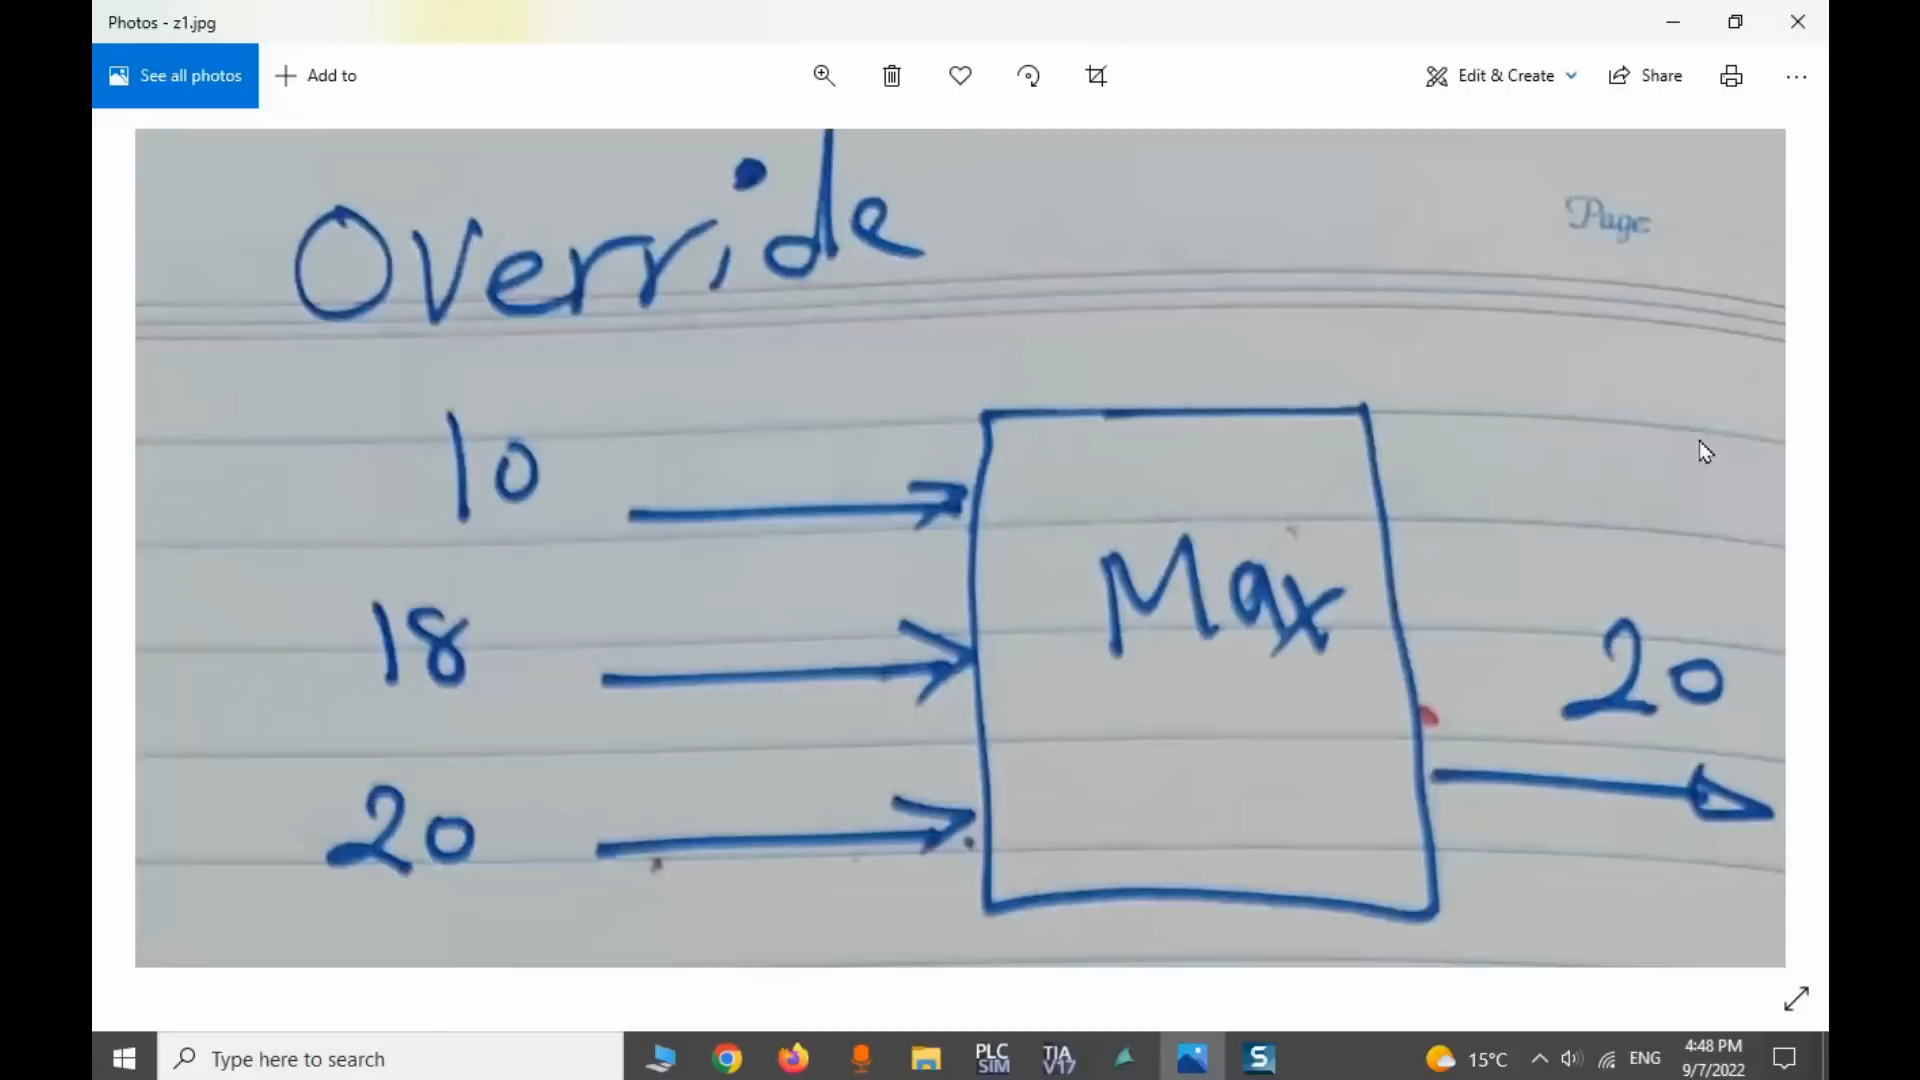 Photos - z1.jpg
See all photos
Add to
Edit & Create
Share
Override
Page
10
18
20
Max
20
Type here to search
PLC
SIM
TIA
V17
S
15°C
ENG
4:48 PM
9/7/2022